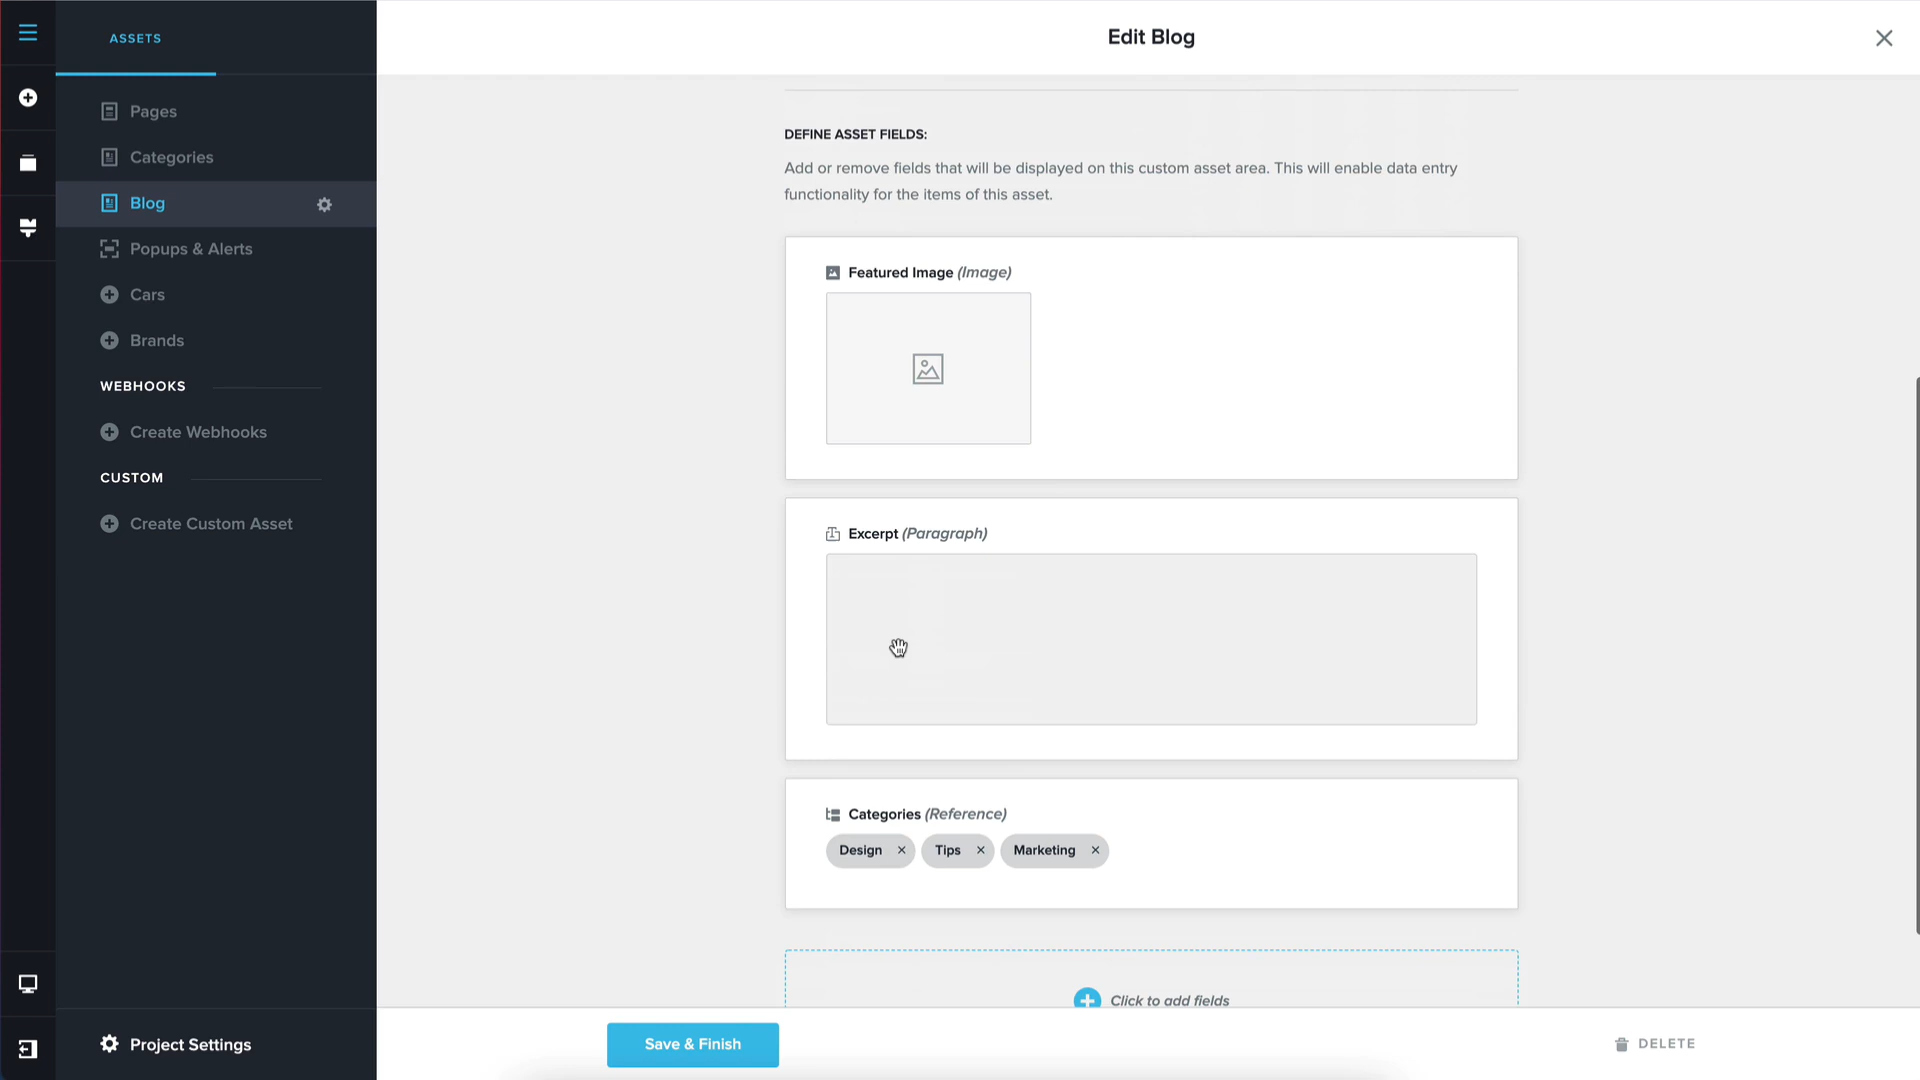 ASSETS
Pages
Categories
Blog
Popups & Alerts
Cars
Brands
WEBHOOKS
Create Webhooks
CUSTOM
Create Custom Asset
Project Settings
Edit Blog
DEFINE ASSET FIELDS:
Add or remove fields that will be displayed on this custom asset area. This will enable data entry
functionality for the items of this asset.
Featured Image (Image)
Excerpt (Paragraph)
Categories (Reference)
Design × Tips × Marketing ×
Click to add fields
Save & Finish
DELETE